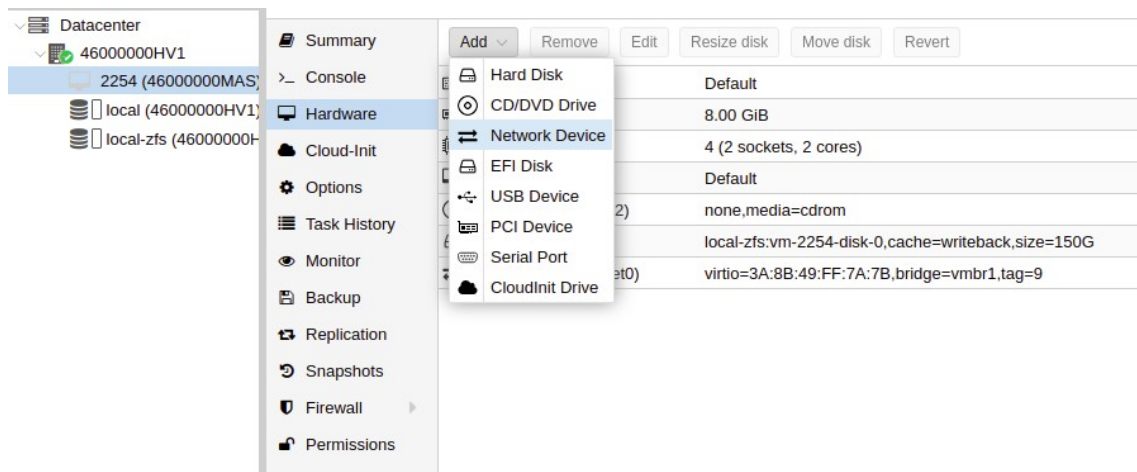 Datacenter
46000000HV1
2254 (46000000MAS)
local (46000000HV1)
local-zfs (46000000H
Summary
Console
Hardware
Cloud-Init
Options
Task History
Monitor
Backup
Replication
Snapshots
Firewall
Permissions
Add Remove Edit Resize disk Move disk Revert
Hard Disk
CD/DVD Drive
Network Device
EFI Disk
USB Device
PCI Device
Serial Port
CloudInit Drive
Default
8.00 GiB
4 (2 sockets, 2 cores)
Default
2) none,media=cdrom
local-zfs:vm-2254-disk-0,cache=writeback,size=150G
et0) virtio=3A:8B:49:FF:7A:7B,bridge=vmbr1,tag=9